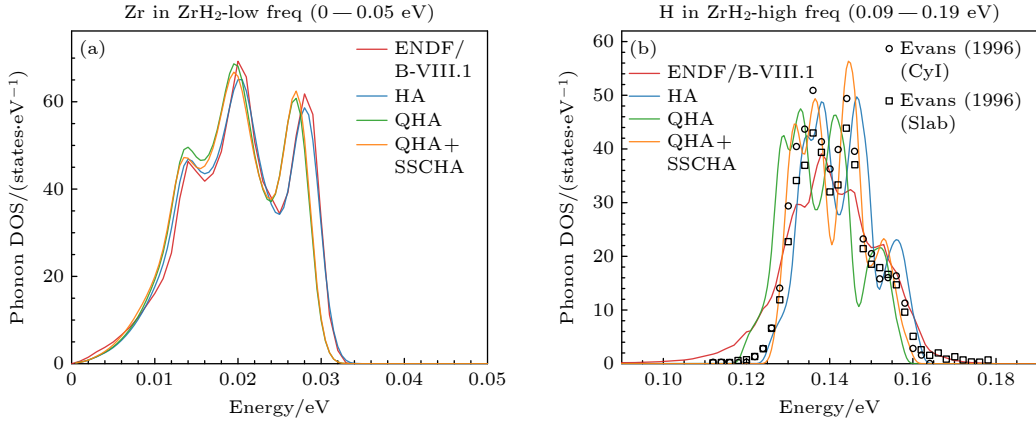 Zr in ZrH₂-low freq (0 — 0.05 eV)
(a)
ENDF/
B-VIII.1
HA
QHA
QHA+
SSCHA
Phonon DOS/(states·eV⁻¹)
60
40
20
0
0
0.01
0.02
0.03
0.04
0.05
Energy/eV
H in ZrH₂-high freq (0.09 — 0.19 eV)
(b)
ENDF/B-VIII.1
HA
QHA
QHA+
SSCHA
Evans (1996)
(CyI)
Evans (1996)
(Slab)
Phonon DOS/(states·eV⁻¹)
60
50
40
30
20
10
0
0.10
0.12
0.14
0.16
0.18
Energy/eV